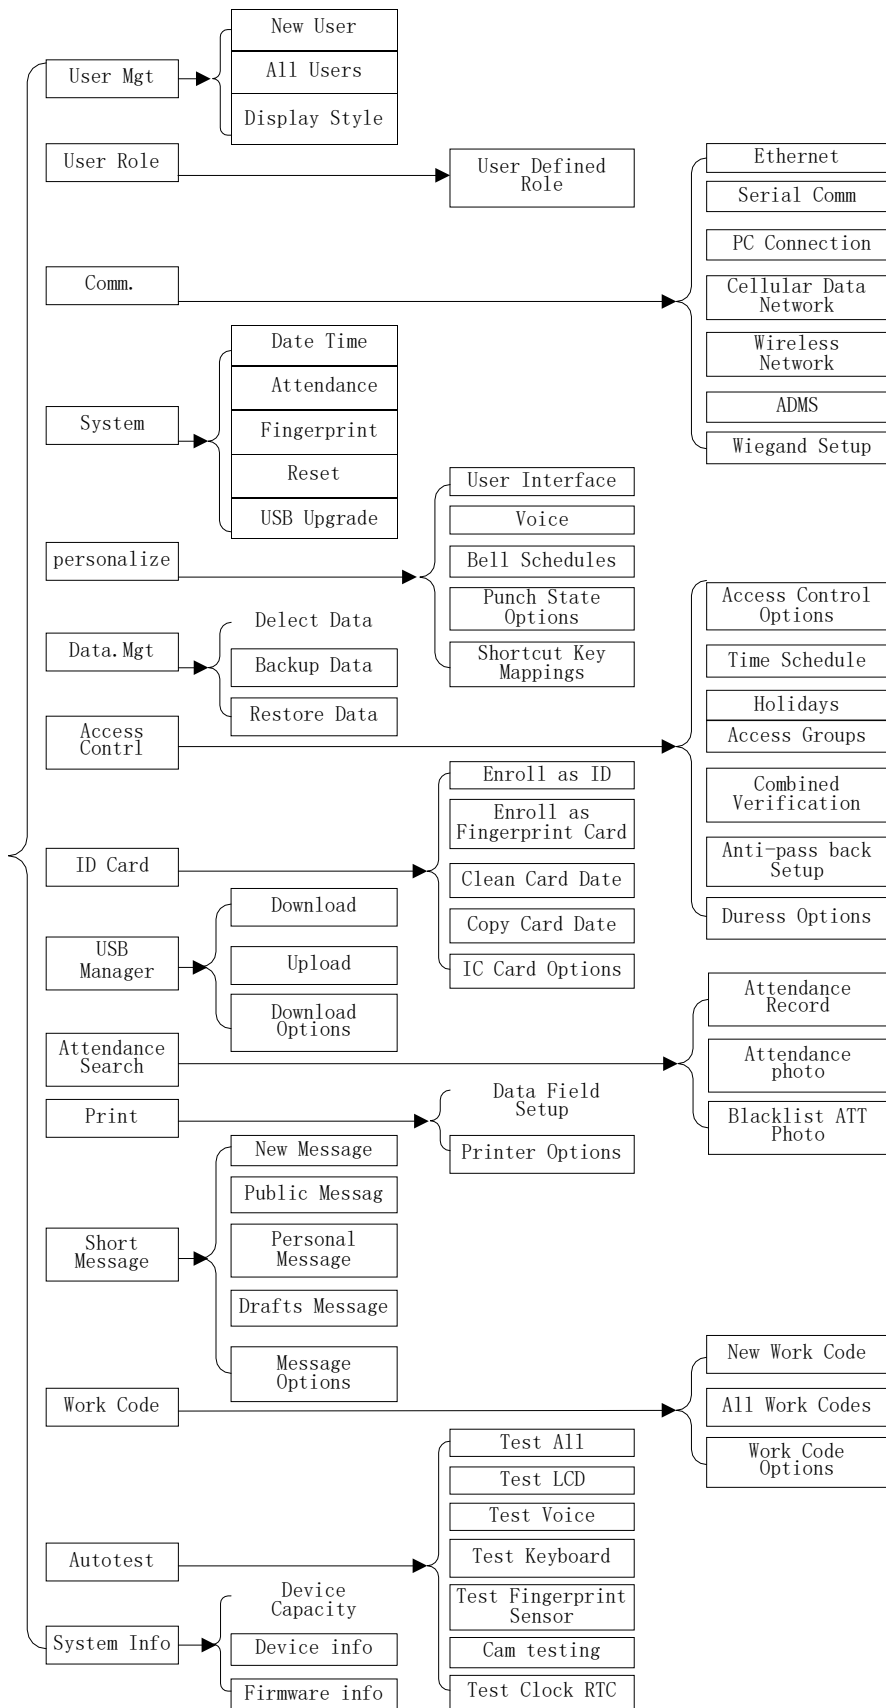 User Mgt
New User
All Users
Display Style
User Role
User Defined
Role
Comm.
Ethernet
Serial Comm
PC Connection
Cellular Data
Network
Wireless
Network
ADMS
Wiegand Setup
System
Date Time
Attendance
Fingerprint
Reset
USB Upgrade
personalize
User Interface
Voice
Bell Schedules
Punch State
Options
Shortcut Key
Mappings
Data.Mgt
Delect Data
Backup Data
Restore Data
Access
Contrl
Access Control
Options
Time Schedule
Holidays
Access Groups
Combined
Verification
Anti-pass back
Setup
Duress Options
ID Card
Enroll as ID
Enroll as
Fingerprint Card
Clean Card Date
Copy Card Date
IC Card Options
USB
Manager
Download
Upload
Download
Options
Attendance
Search
Attendance
Record
Attendance
photo
Blacklist ATT
Photo
Print
Data Field
Setup
Printer Options
Short
Message
New Message
Public Messag
Personal
Message
Drafts Message
Message
Options
Work Code
New Work Code
All Work Codes
Work Code
Options
Autotest
Test All
Test LCD
Test Voice
Test Keyboard
Test Fingerprint
Sensor
Cam testing
Test Clock RTC
System Info
Device
Capacity
Device info
Firmware info